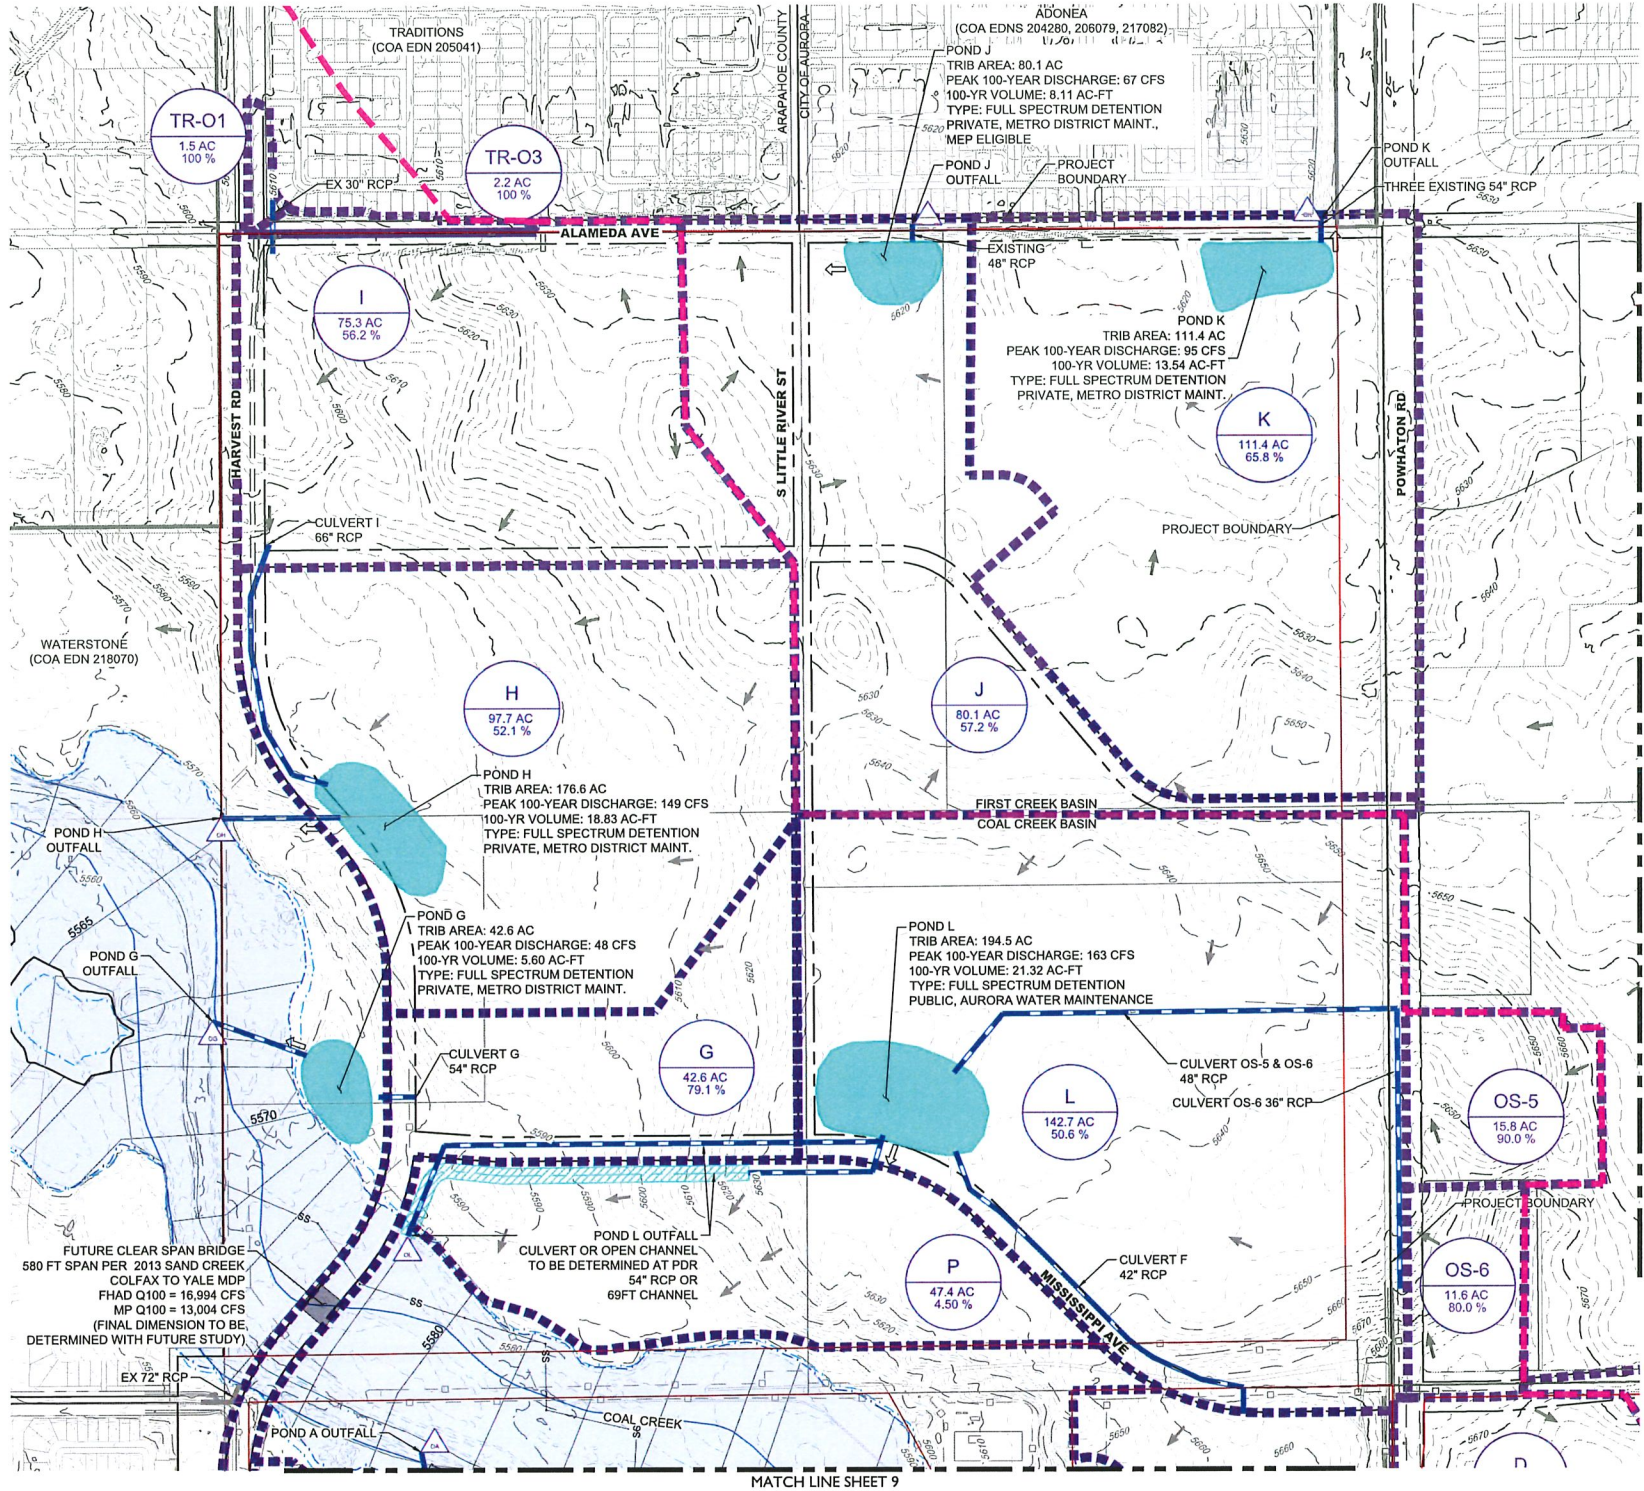 TRADITIONS
(COA EDN 205041)
ARAPAHOE COUNTY
CITY OF AURORA
ADONEA
(COA EDNS 204280, 206079, 217082)
POND J
TRIB AREA: 80.1 AC
PEAK 100-YEAR DISCHARGE: 67 CFS
100-YR VOLUME: 8.11 AC-FT
TYPE: FULL SPECTRUM DETENTION
PRIVATE, METRO DISTRICT MAINT.,
MEP ELIGIBLE
TR-O1
1.5 AC
100 %
TR-O3
2.2 AC
100 %
EX 30" RCP
POND J
OUTFALL
PROJECT
BOUNDARY
POND K
OUTFALL
THREE EXISTING 54" RCP
ALAMEDA AVE
EXISTING
48" RCP
I
75.3 AC
56.2 %
POND K
TRIB AREA: 111.4 AC
PEAK 100-YEAR DISCHARGE: 95 CFS
100-YR VOLUME: 13.54 AC-FT
TYPE: FULL SPECTRUM DETENTION
PRIVATE, METRO DISTRICT MAINT.
K
111.4 AC
65.8 %
HARVEST RD
S LITTLE RIVER ST
POWHATON RD
CULVERT I
66" RCP
PROJECT BOUNDARY
WATERSTONE
(COA EDN 218070)
H
97.7 AC
52.1 %
J
80.1 AC
57.2 %
POND H
TRIB AREA: 176.6 AC
PEAK 100-YEAR DISCHARGE: 149 CFS
100-YR VOLUME: 18.83 AC-FT
TYPE: FULL SPECTRUM DETENTION
PRIVATE, METRO DISTRICT MAINT.
POND H
OUTFALL
FIRST CREEK BASIN
COAL CREEK BASIN
POND G
TRIB AREA: 42.6 AC
PEAK 100-YEAR DISCHARGE: 48 CFS
100-YR VOLUME: 5.60 AC-FT
TYPE: FULL SPECTRUM DETENTION
PRIVATE, METRO DISTRICT MAINT.
POND G
OUTFALL
5565
POND L
TRIB AREA: 194.5 AC
PEAK 100-YEAR DISCHARGE: 163 CFS
100-YR VOLUME: 21.32 AC-FT
TYPE: FULL SPECTRUM DETENTION
PUBLIC, AURORA WATER MAINTENANCE
CULVERT G
54" RCP
G
42.6 AC
79.1 %
L
142.7 AC
50.6 %
CULVERT OS-5 & OS-6
48" RCP
CULVERT OS-6 36" RCP
OS-5
15.8 AC
90.0 %
5570
PROJECT BOUNDARY
POND L OUTFALL
CULVERT OR OPEN CHANNEL
TO BE DETERMINED AT PDR
54" RCP OR
69FT CHANNEL
P
47.4 AC
4.50 %
CULVERT F
42" RCP
MISSISSIPPI AVE
OS-6
11.6 AC
80.0 %
FUTURE CLEAR SPAN BRIDGE
580 FT SPAN PER 2013 SAND CREEK
COLFAX TO YALE MDP
FHAD Q100 = 16,994 CFS
MP Q100 = 13,004 CFS
(FINAL DIMENSION TO BE
DETERMINED WITH FUTURE STUDY)
5580
EX 72" RCP
COAL CREEK
POND A OUTFALL
MATCH LINE SHEET 9